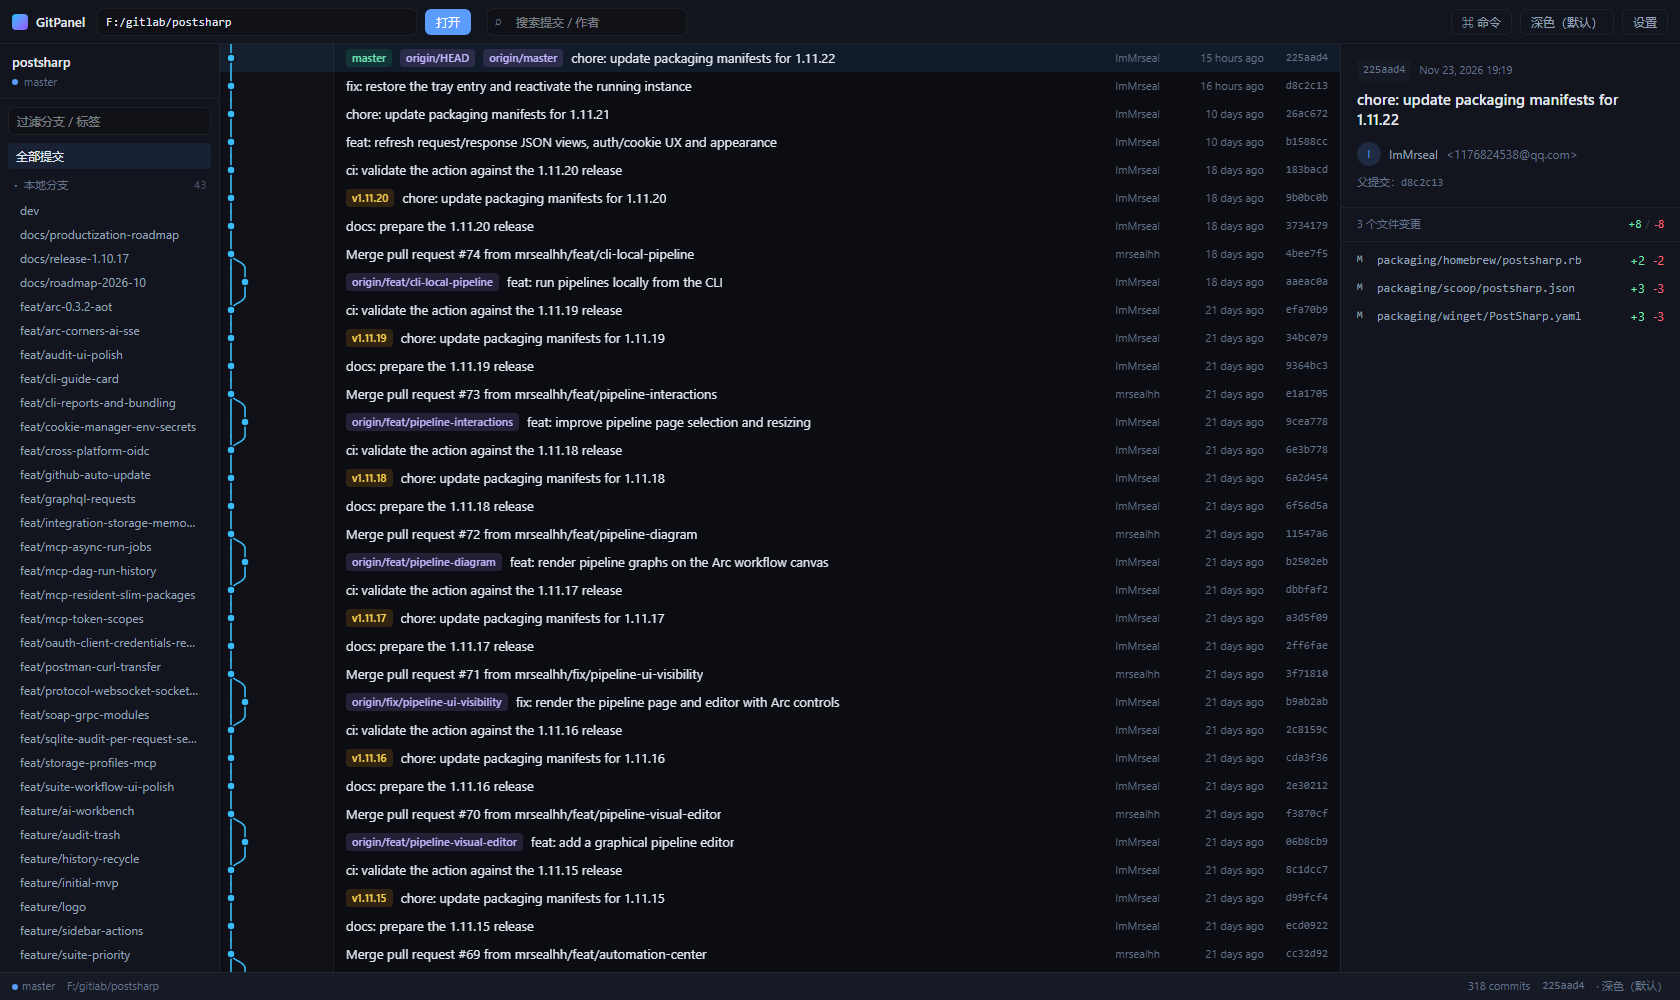 GitPanel
F:/gitlab/postsharp
打开
搜索提交 / 作者
⌘ 命令
深色（默认）
设置
postsharp
master
过滤分支 / 标签
全部提交
本地分支 43
dev
docs/productization-roadmap
docs/release-1.10.17
docs/roadmap-2026-10
feat/arc-0.3.2-aot
feat/arc-corners-ai-sse
feat/audit-ui-polish
feat/cli-guide-card
feat/cli-reports-and-bundling
feat/cookie-manager-env-secrets
feat/cross-platform-oidc
feat/github-auto-update
feat/graphql-requests
feat/integration-storage-memo...
feat/mcp-async-run-jobs
feat/mcp-dag-run-history
feat/mcp-resident-slim-packages
feat/mcp-token-scopes
feat/oauth-client-credentials-re...
feat/postman-curl-transfer
feat/protocol-websocket-socket...
feat/soap-grpc-modules
feat/sqlite-audit-per-request-se...
feat/storage-profiles-mcp
feat/suite-workflow-ui-polish
feature/ai-workbench
feature/audit-trash
feature/history-recycle
feature/initial-mvp
feature/logo
feature/sidebar-actions
feature/suite-priority
master origin/HEAD origin/master chore: update packaging manifests for 1.11.22 ImMrseal 15 hours ago 225aad4
fix: restore the tray entry and reactivate the running instance ImMrseal 16 hours ago d8c2c13
chore: update packaging manifests for 1.11.21 ImMrseal 10 days ago 26ac672
feat: refresh request/response JSON views, auth/cookie UX and appearance ImMrseal 10 days ago b1588cc
ci: validate the action against the 1.11.20 release ImMrseal 18 days ago 183bacd
v1.11.20 chore: update packaging manifests for 1.11.20 ImMrseal 18 days ago 9b0bc0b
docs: prepare the 1.11.20 release ImMrseal 18 days ago 3734179
Merge pull request #74 from mrsealhh/feat/cli-local-pipeline mrsealhh 18 days ago 4bee7f5
origin/feat/cli-local-pipeline feat: run pipelines locally from the CLI ImMrseal 18 days ago aaeac0a
ci: validate the action against the 1.11.19 release ImMrseal 21 days ago efa70b9
v1.11.19 chore: update packaging manifests for 1.11.19 ImMrseal 21 days ago 34bc079
docs: prepare the 1.11.19 release ImMrseal 21 days ago 9364bc3
Merge pull request #73 from mrsealhh/feat/pipeline-interactions mrsealhh 21 days ago e1a1705
origin/feat/pipeline-interactions feat: improve pipeline page selection and resizing ImMrseal 21 days ago 9cea778
ci: validate the action against the 1.11.18 release ImMrseal 21 days ago 6e3b778
v1.11.18 chore: update packaging manifests for 1.11.18 ImMrseal 21 days ago 6a2d454
docs: prepare the 1.11.18 release ImMrseal 21 days ago 6f56d5a
Merge pull request #72 from mrsealhh/feat/pipeline-diagram mrsealhh 21 days ago 11547a6
origin/feat/pipeline-diagram feat: render pipeline graphs on the Arc workflow canvas ImMrseal 21 days ago b2502eb
ci: validate the action against the 1.11.17 release ImMrseal 21 days ago dbbfaf2
v1.11.17 chore: update packaging manifests for 1.11.17 ImMrseal 21 days ago a3d5f09
docs: prepare the 1.11.17 release ImMrseal 21 days ago 2ff6fae
Merge pull request #71 from mrsealhh/fix/pipeline-ui-visibility mrsealhh 21 days ago 3f71810
origin/fix/pipeline-ui-visibility fix: render the pipeline page and editor with Arc controls ImMrseal 21 days ago b9ab2ab
ci: validate the action against the 1.11.16 release ImMrseal 21 days ago 2c8159c
v1.11.16 chore: update packaging manifests for 1.11.16 ImMrseal 21 days ago cda3f36
docs: prepare the 1.11.16 release ImMrseal 21 days ago 2e30212
Merge pull request #70 from mrsealhh/feat/pipeline-visual-editor mrsealhh 21 days ago f3870cf
origin/feat/pipeline-visual-editor feat: add a graphical pipeline editor ImMrseal 21 days ago 06b8cb9
ci: validate the action against the 1.11.15 release ImMrseal 21 days ago 8c1dcc7
v1.11.15 chore: update packaging manifests for 1.11.15 ImMrseal 21 days ago d99fcf4
docs: prepare the 1.11.15 release ImMrseal 21 days ago ecd0922
Merge pull request #69 from mrsealhh/feat/automation-center mrsealhh 21 days ago cc32d92
225aad4 Nov 23, 2026 19:19
chore: update packaging manifests for
1.11.22
I ImMrseal <1176824538@qq.com>
父提交：d8c2c13
3 个文件变更 +8 / -8
M packaging/homebrew/postsharp.rb +2 -2
M packaging/scoop/postsharp.json +3 -3
M packaging/winget/PostSharp.yaml +3 -3
master F:/gitlab/postsharp
318 commits 225aad4 · 深色（默认）